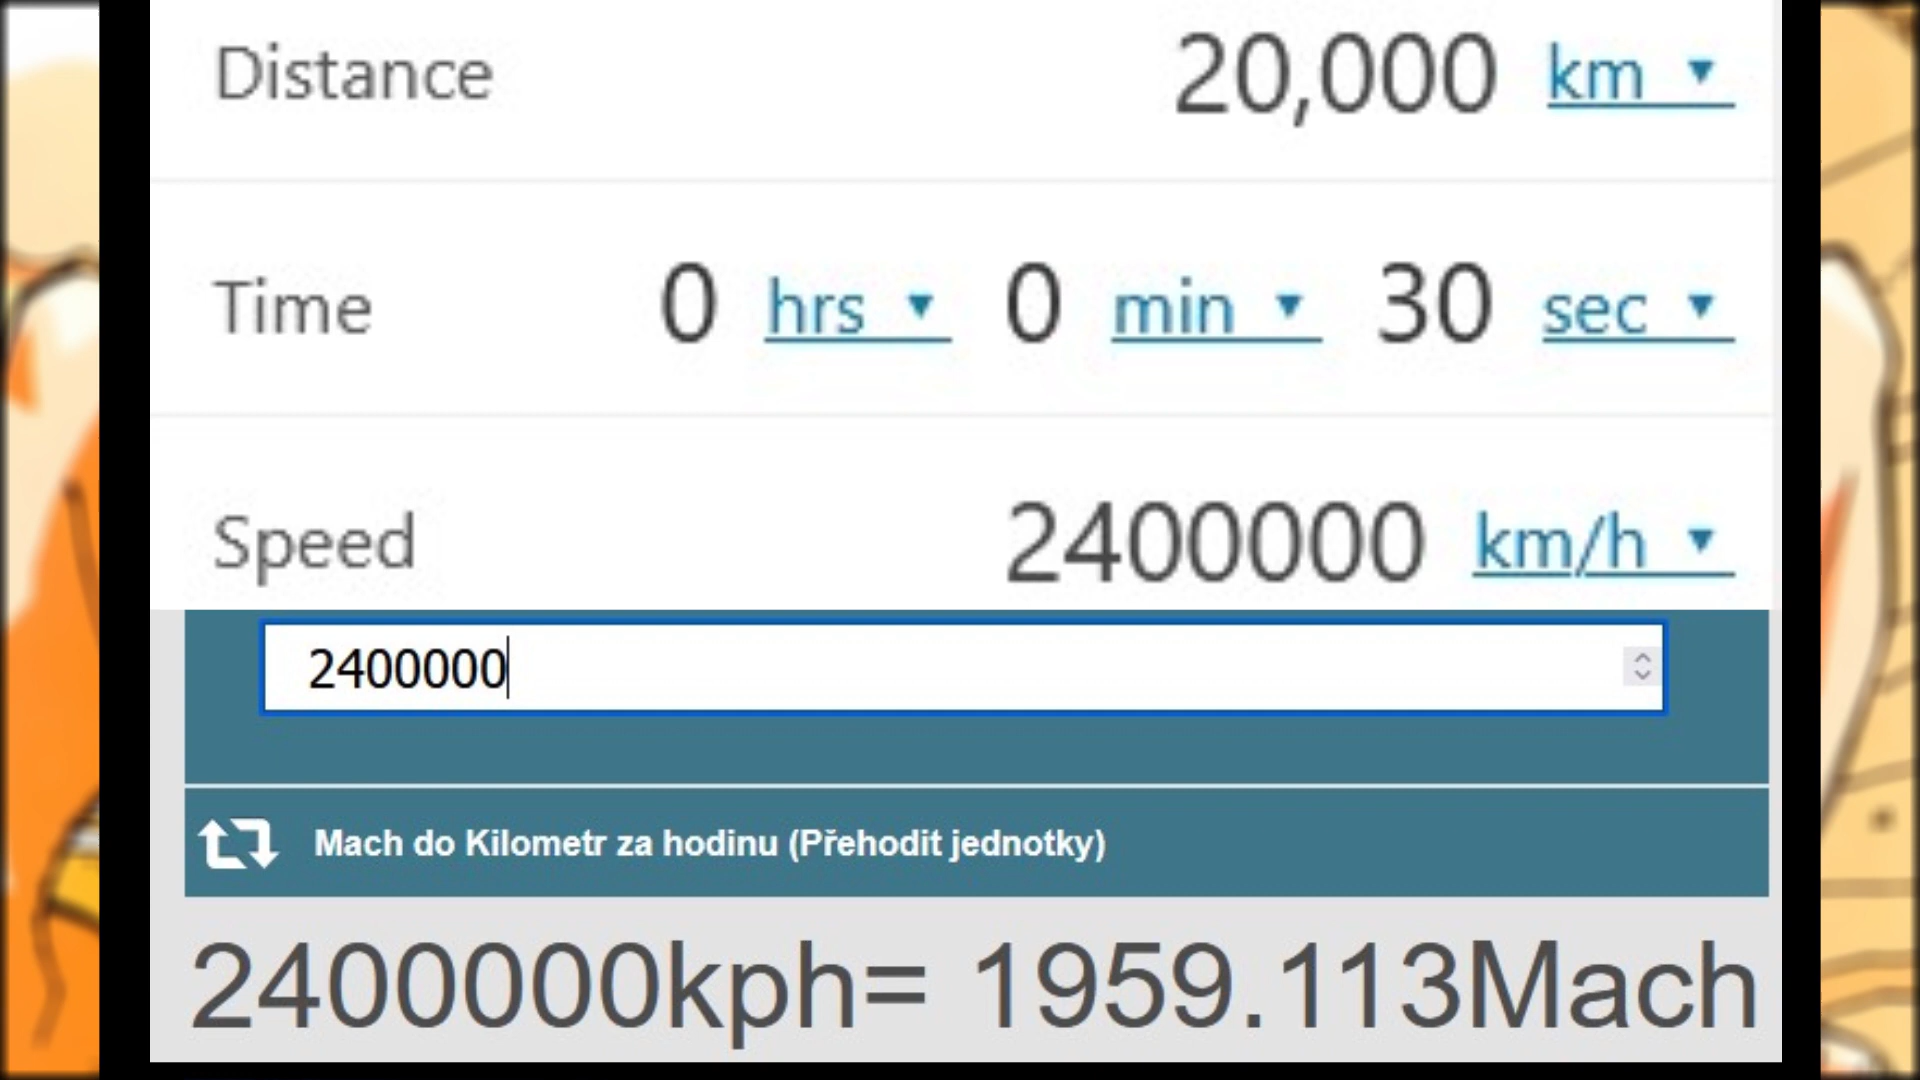 Distance 20,000 km
Time 0 hrs 0 min 30 sec
Speed 2400000 km/h
2400000
Mach do Kilometr za hodinu (Přehodit jednotky)
2400000kph= 1959.113Mach